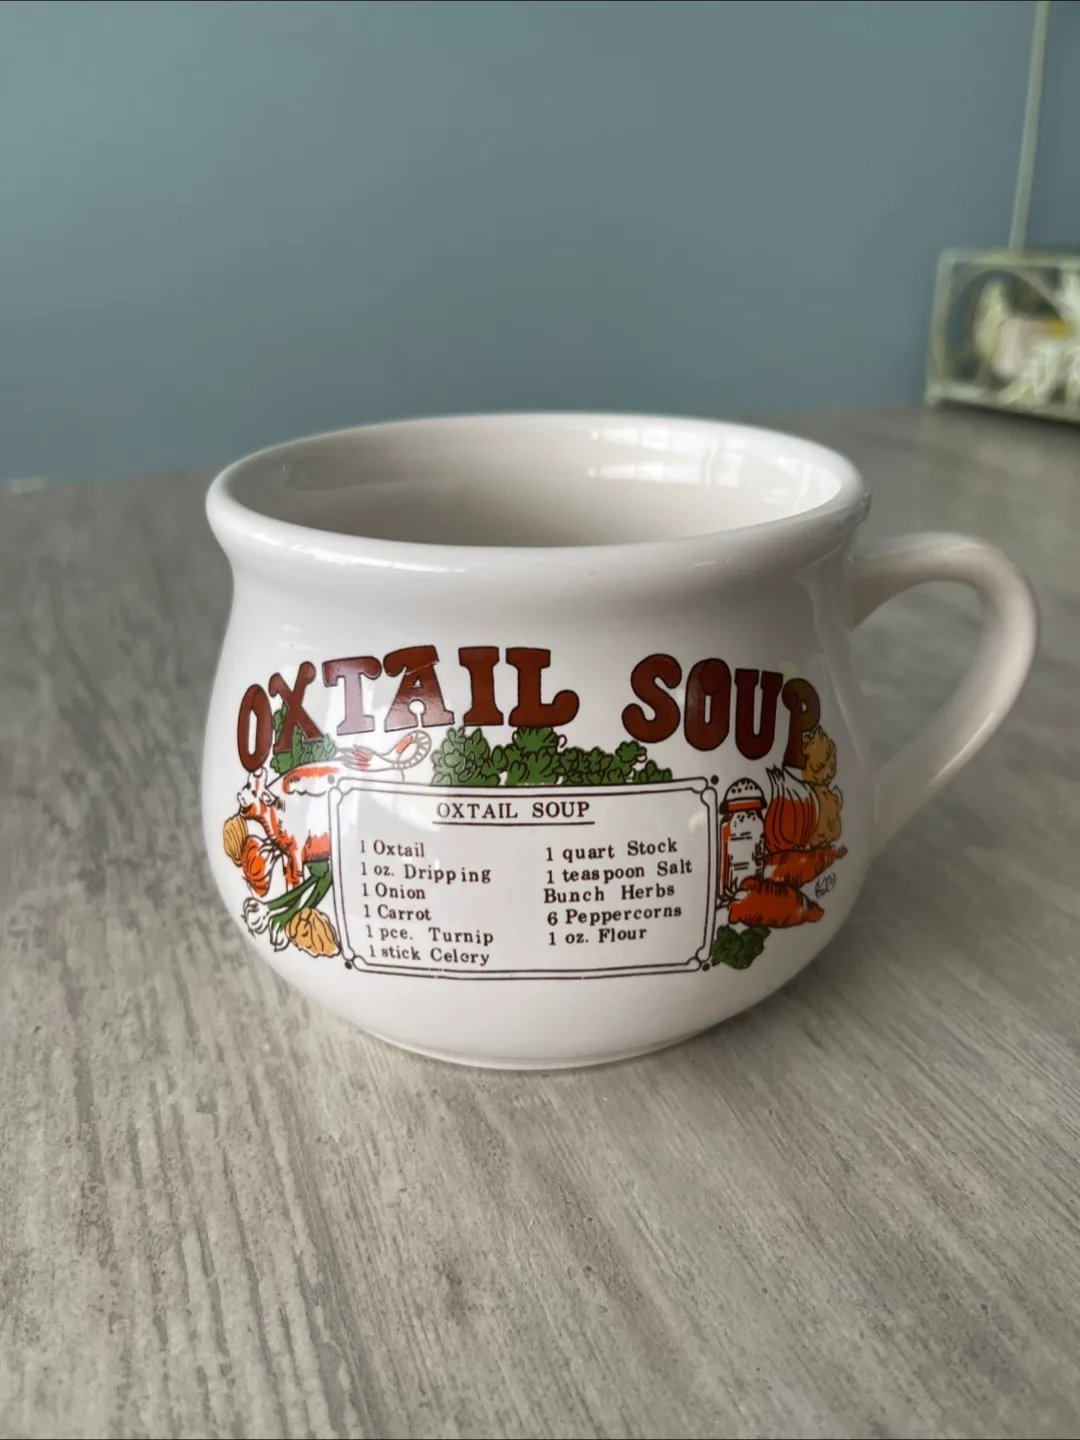 OXTAIL SOUP
OXTAIL SOUP
1 Oxtail
1 oz. Dripping
1 Onion
1 Carrot
1 pce. Turnip
1 stick Celery
1 quart Stock
1 teaspoon Salt
Bunch Herbs
6 Peppercorns
1 oz. Flour